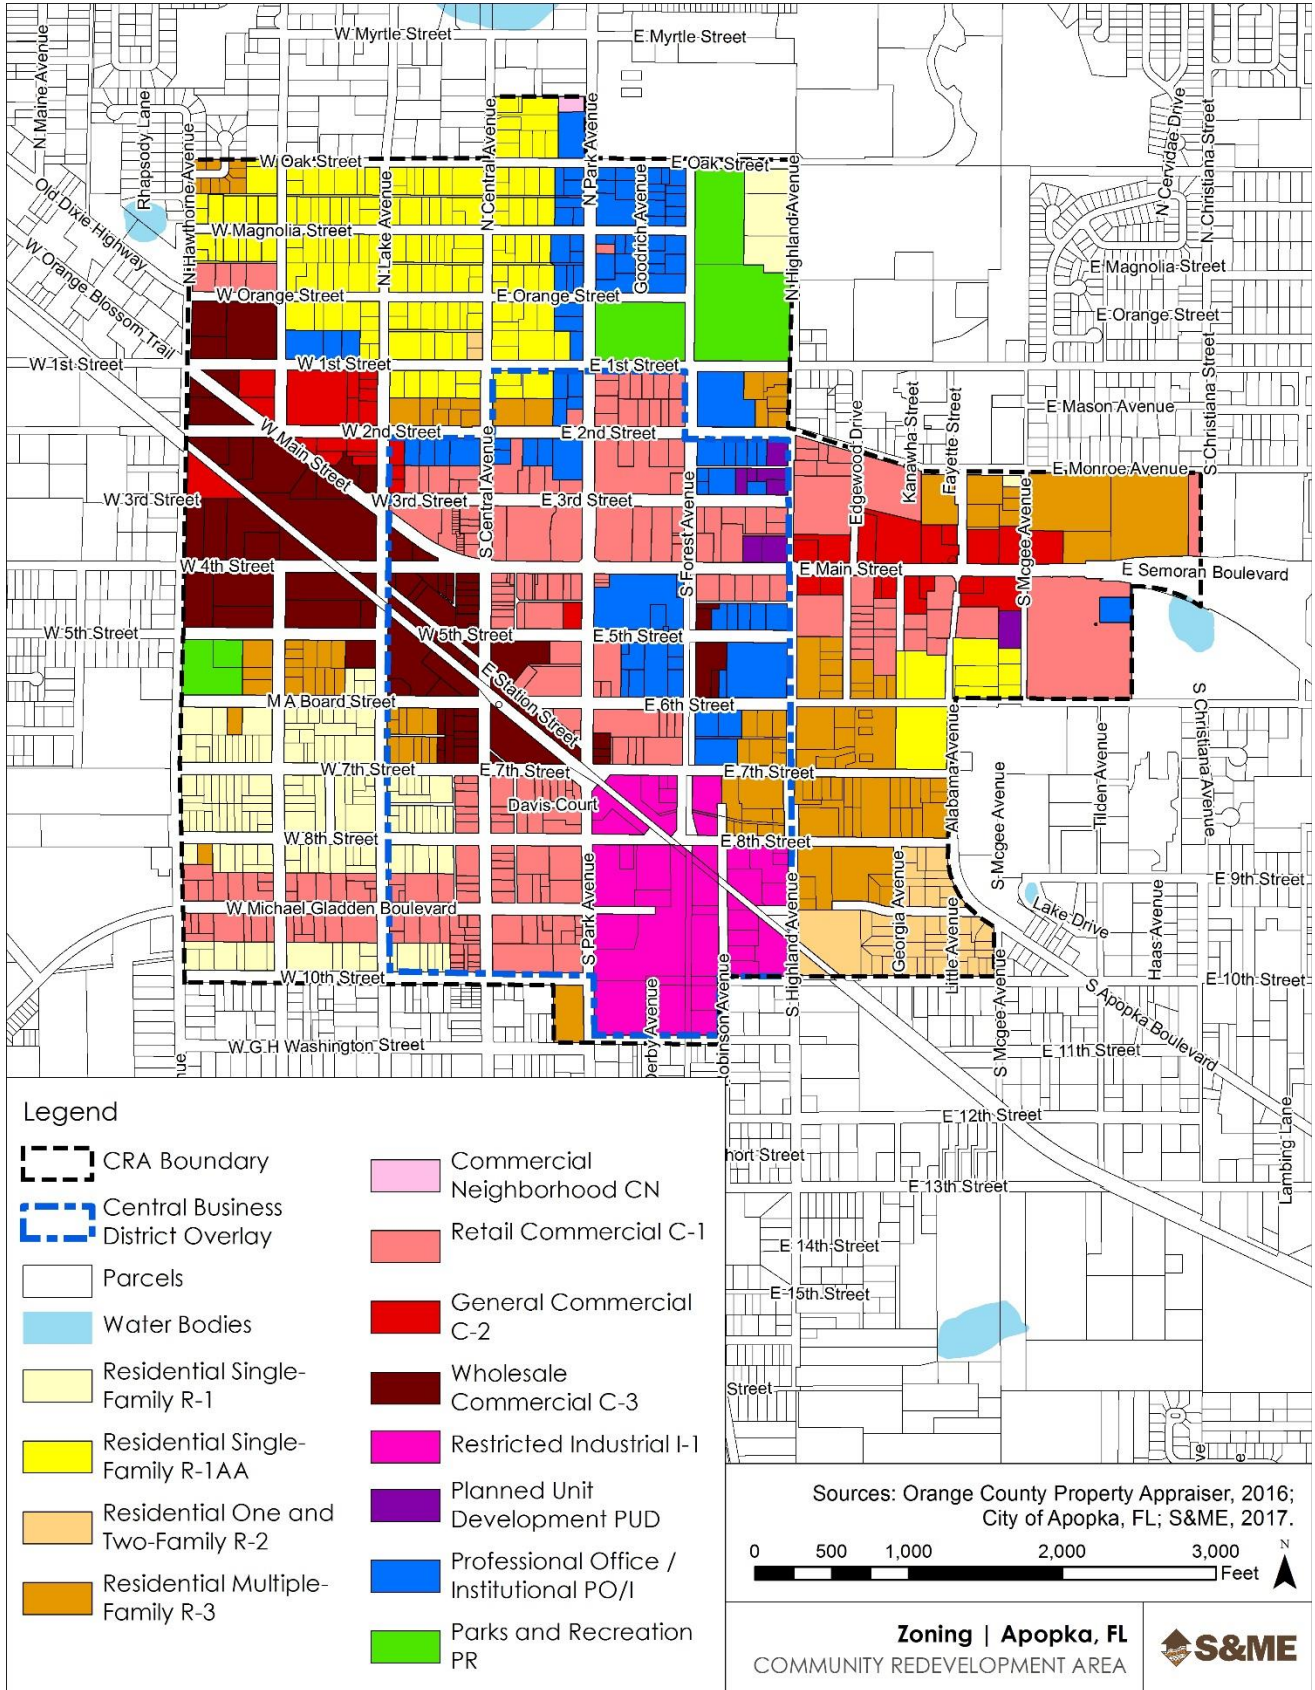 W Myrtle Street
E Myrtle Street
N Maine Avenue
Rhapsody Lane
N Hawthorne Avenue
N Central Avenue
N Park Avenue
N Cervidae Drive
N Christiana Street
W Oak Street
E Oak Street
Old Dixie Highway
W Orange Blossom Trail
W Magnolia Street
N Lake Avenue
Goodrich Avenue
N Highland Avenue
E Magnolia Street
W Orange Street
E Orange Street
E Orange Street
W 1st Street
W 1st Street
E 1st Street
S Christiana Street
W Main Street
W 2nd Street
E 2nd Street
Edgewood Drive
Kanawha Street
Fayette Street
E Mason Avenue
E Monroe Avenue
W 3rd Street
W 3rd Street
E 3rd Street
S Central Avenue
S Forest Avenue
S Mcgee Avenue
W 4th Street
E Main Street
E Semoran Boulevard
W 5th Street
W 5th Street
E 5th Street
E Station Street
M A Board Street
E 6th Street
S Christiana Avenue
W 7th Street
E 7th Street
E 7th Street
Alabama Avenue
S Mcgee Avenue
Tilden Avenue
Davis Court
W 8th Street
E 8th Street
E 9th Street
W Michael Gladden Boulevard
S Park Avenue
S Highland Avenue
Georgia Avenue
Little Avenue
Lake Drive
Haas Avenue
W 10th Street
E 10th Street
S Apopka Boulevard
S Mcgee Avenue
W G H Washington Street
erby Avenue
obinson Avenue
E 11th Street
nue
E 12th Street
hort Street
E 13th Street
Lambing Lane
E 14th Street
E 15th Street
Street
ve
e
Legend
CRA Boundary
Central Business
District Overlay
Parcels
Water Bodies
Residential Single-
Family R-1
Residential Single-
Family R-1AA
Residential One and
Two-Family R-2
Residential Multiple-
Family R-3
Commercial
Neighborhood CN
Retail Commercial C-1
General Commercial
C-2
Wholesale
Commercial C-3
Restricted Industrial I-1
Planned Unit
Development PUD
Professional Office /
Institutional PO/I
Parks and Recreation
PR
Sources: Orange County Property Appraiser, 2016;
City of Apopka, FL; S&ME, 2017.
0 500 1,000 2,000 3,000
Feet
N
Zoning | Apopka, FL
COMMUNITY REDEVELOPMENT AREA
S&ME